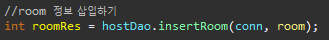 //room 정보 삽입하기
int roomRes = hostDao.insertRoom(conn, room);